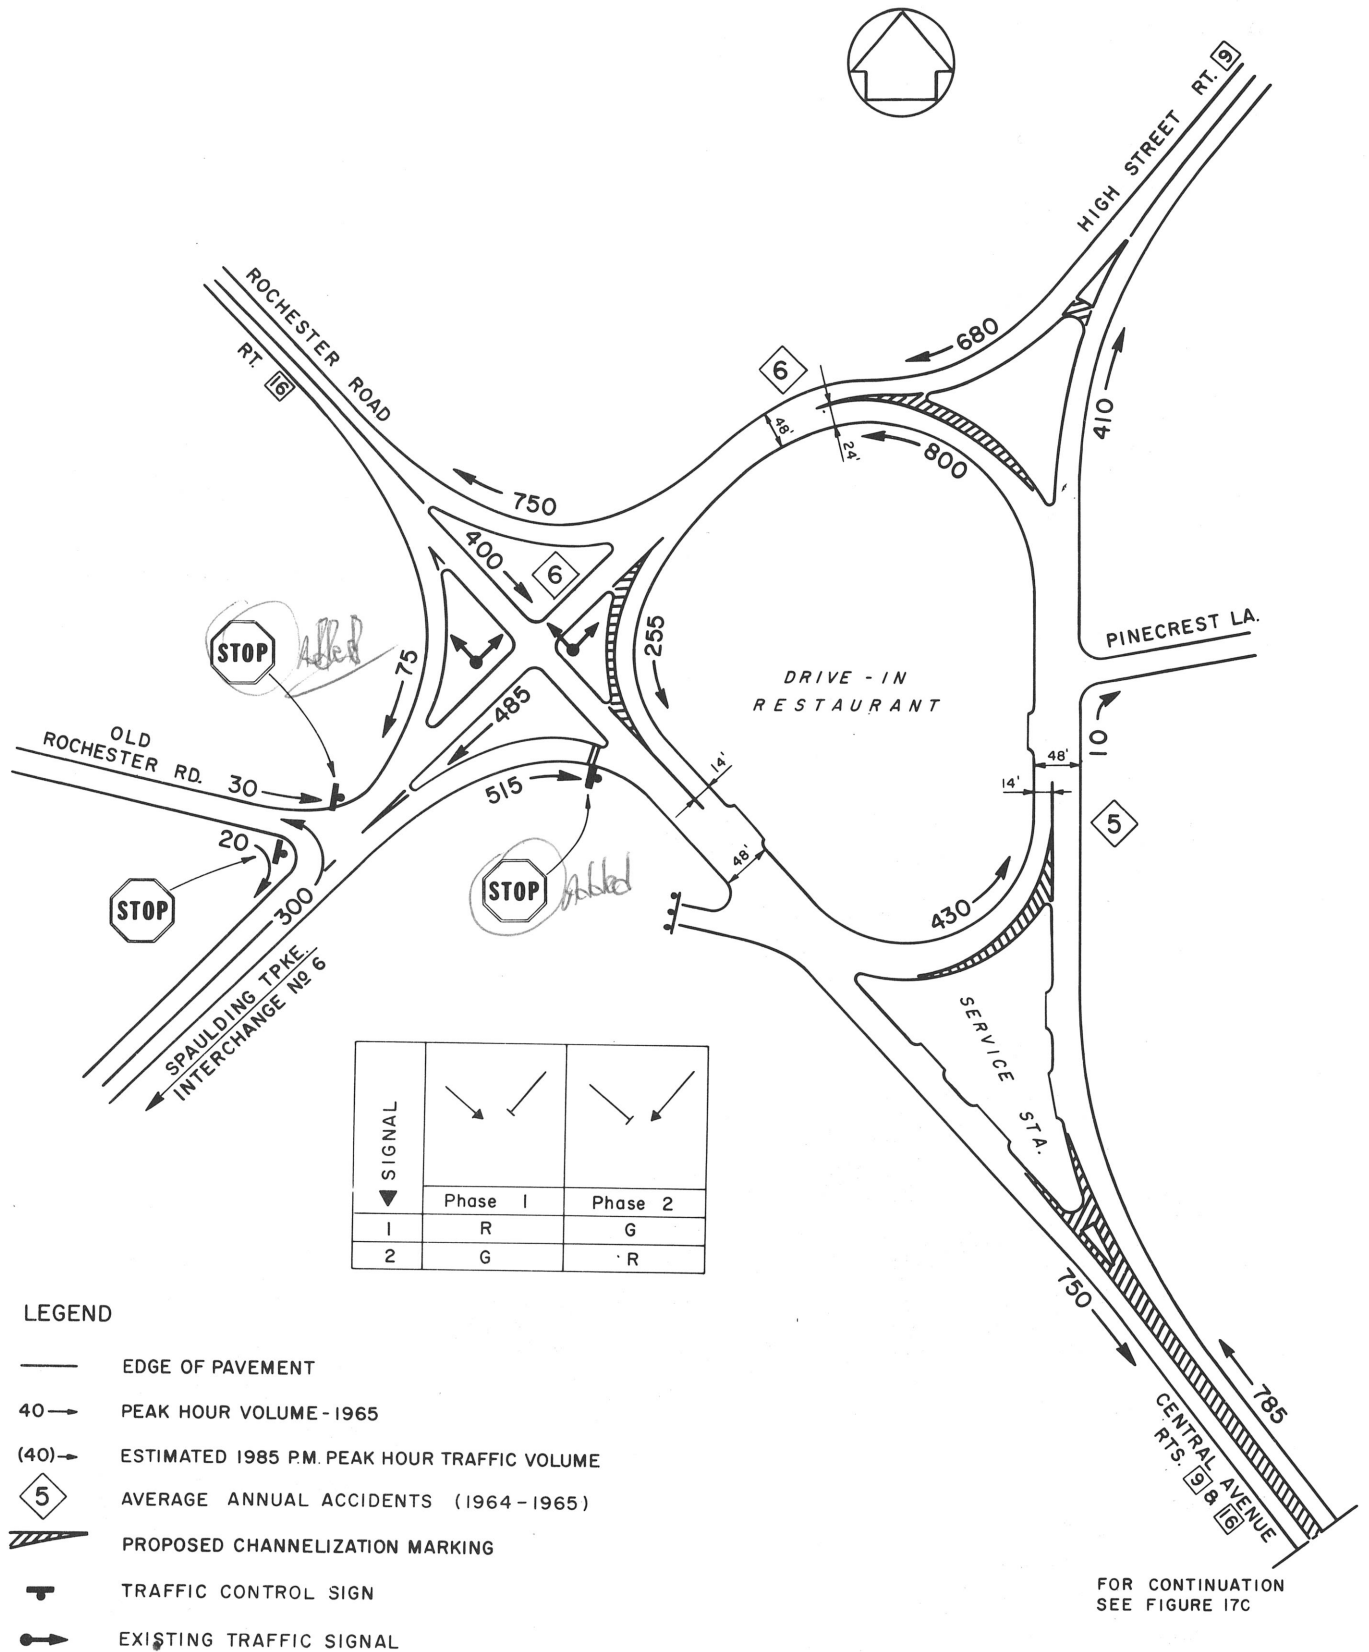 HIGH STREET RT. 9
ROCHESTER ROAD
RT. 16
680
6
410
48'
24'
800
750
400
6
STOP
Added
75
255
DRIVE-IN
RESTAURANT
PINECREST LA.
485
10
48'
14'
14'
OLD
ROCHESTER RD.
30
515
5
20
STOP
STOP
Added
48'
300
430
SPAULDING TPKE.
INTERCHANGE No 6
SERVICE STA.
SIGNAL
Phase 1
Phase 2
1 R G
2 G R
750
785
CENTRAL AVENUE
RTS. 9 & 16
FOR CONTINUATION
SEE FIGURE 17C
LEGEND
EDGE OF PAVEMENT
40 PEAK HOUR VOLUME-1965
(40) ESTIMATED 1985 P.M. PEAK HOUR TRAFFIC VOLUME
5 AVERAGE ANNUAL ACCIDENTS (1964-1965)
PROPOSED CHANNELIZATION MARKING
TRAFFIC CONTROL SIGN
EXISTING TRAFFIC SIGNAL